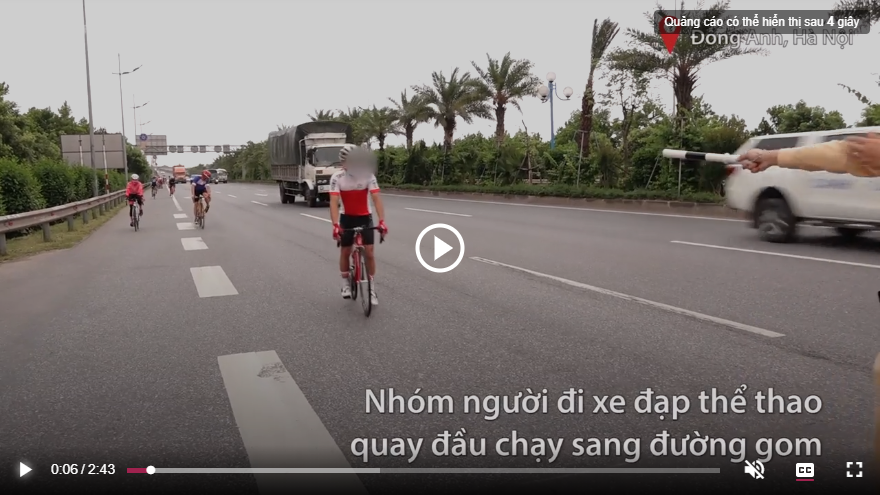 Quảng cáo có thể hiển thị sau 4 giây
Đông Anh, Hà Nội
Nhóm người đi xe đạp thể thao
quay đầu chạy sang đường gom
0:06 / 2:43
CC